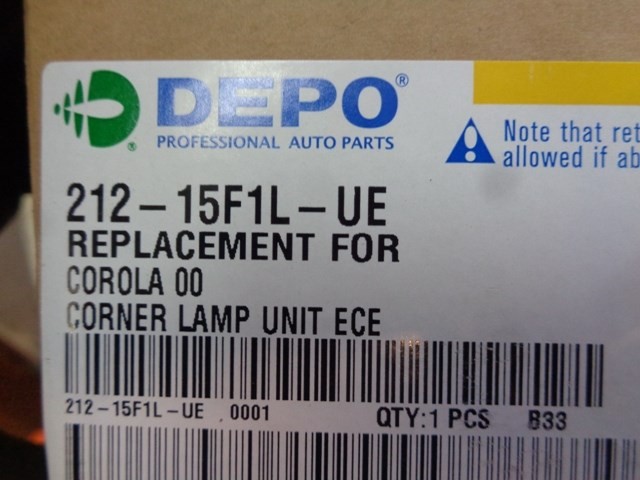 DEPO®
PROFESSIONAL AUTO PARTS
®
Note that ret
allowed if ab
212-15F1L-UE
REPLACEMENT FOR
COROLA 00
CORNER LAMP UNIT ECE
212-15F1L-UE 0001 QTY:1 PCS B33